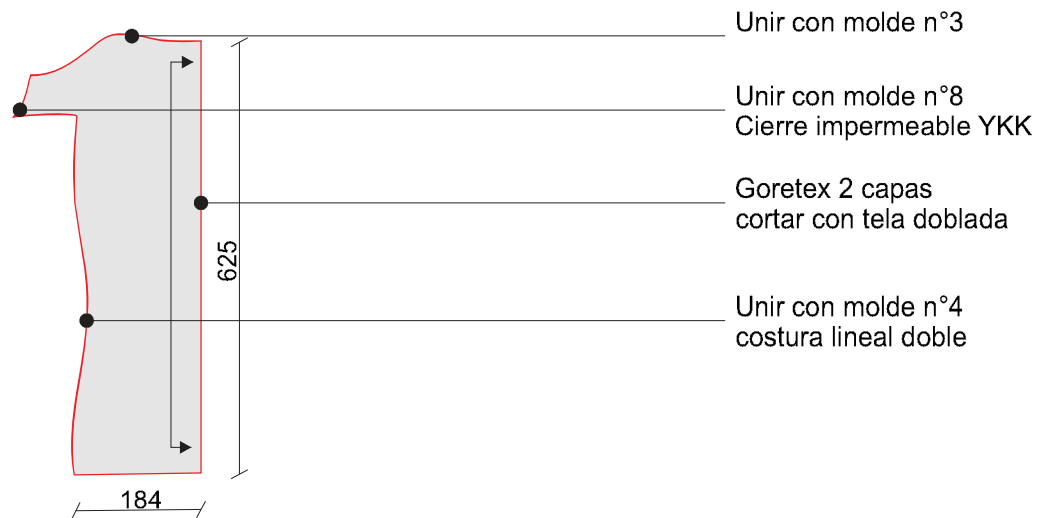 Unir con molde n°3
Unir con molde n°8
Cierre impermeable YKK
Goretex 2 capas
cortar con tela doblada
625
Unir con molde n°4
costura lineal doble
184